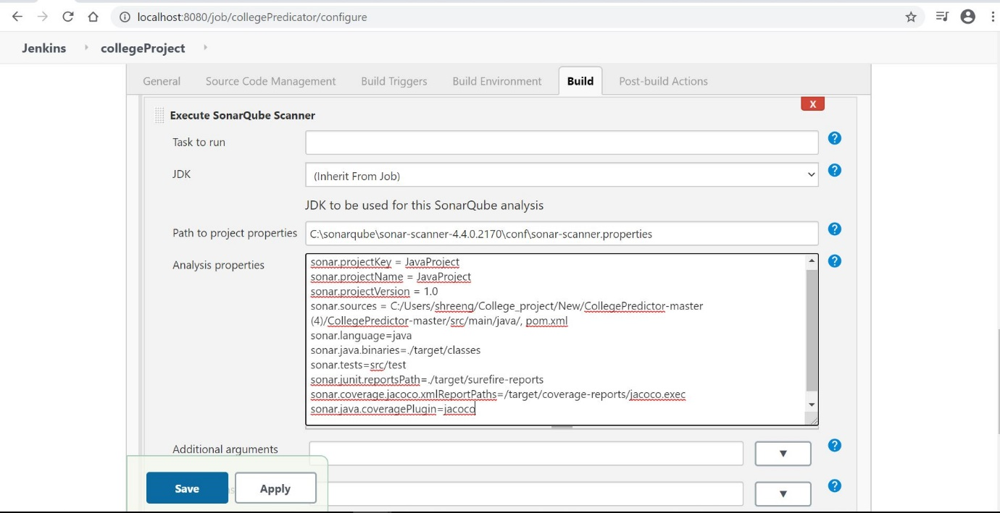 localhost:8080/job/collegePredicator/configure
Jenkins collegeProject
General Source Code Management Build Triggers Build Environment Build Post-build Actions
X
Execute SonarQube Scanner
Task to run
?
JDK
(Inherit From Job)
?
JDK to be used for this SonarQube analysis
Path to project properties
C:\sonarqube\sonar-scanner-4.4.0.2170\conf\sonar-scanner.properties
?
Analysis properties
?
sonar.projectKey = JavaProject
sonar.projectName = JavaProject
sonar.projectVersion = 1.0
sonar.sources = C:/Users/shreeng/College_project/New/CollegePredictor-master
(4)/CollegePredictor-master/src/main/java/, pom.xml
sonar.language=java
sonar.java.binaries=./target/classes
sonar.tests=src/test
sonar.junit.reportsPath=./target/surefire-reports
sonar.coverage.jacoco.xmlReportPaths=/target/coverage-reports/jacoco.exec
sonar.java.coveragePlugin=jacoco
Additional arguments
?
Save Apply
?